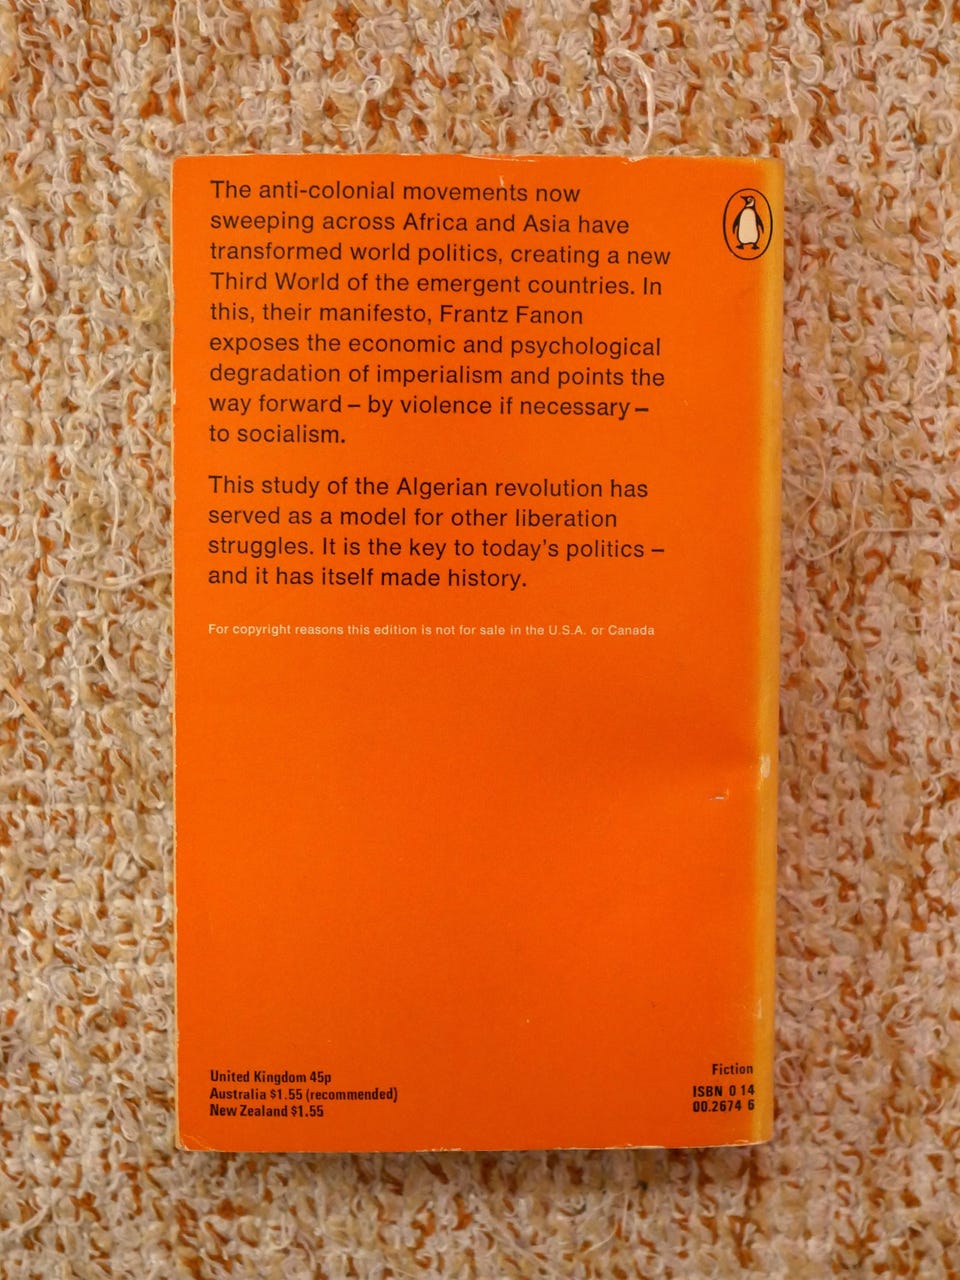 The anti-colonial movements now
sweeping across Africa and Asia have
transformed world politics, creating a new
Third World of the emergent countries. In
this, their manifesto, Frantz Fanon
exposes the economic and psychological
degradation of imperialism and points the
way forward – by violence if necessary –
to socialism.
This study of the Algerian revolution has
served as a model for other liberation
struggles. It is the key to today's politics –
and it has itself made history.
For copyright reasons this edition is not for sale in the U.S.A. or Canada
United Kingdom 45p
Australia $1.55 (recommended)
New Zealand $1.55
Fiction
ISBN 0 14
00.2674 6